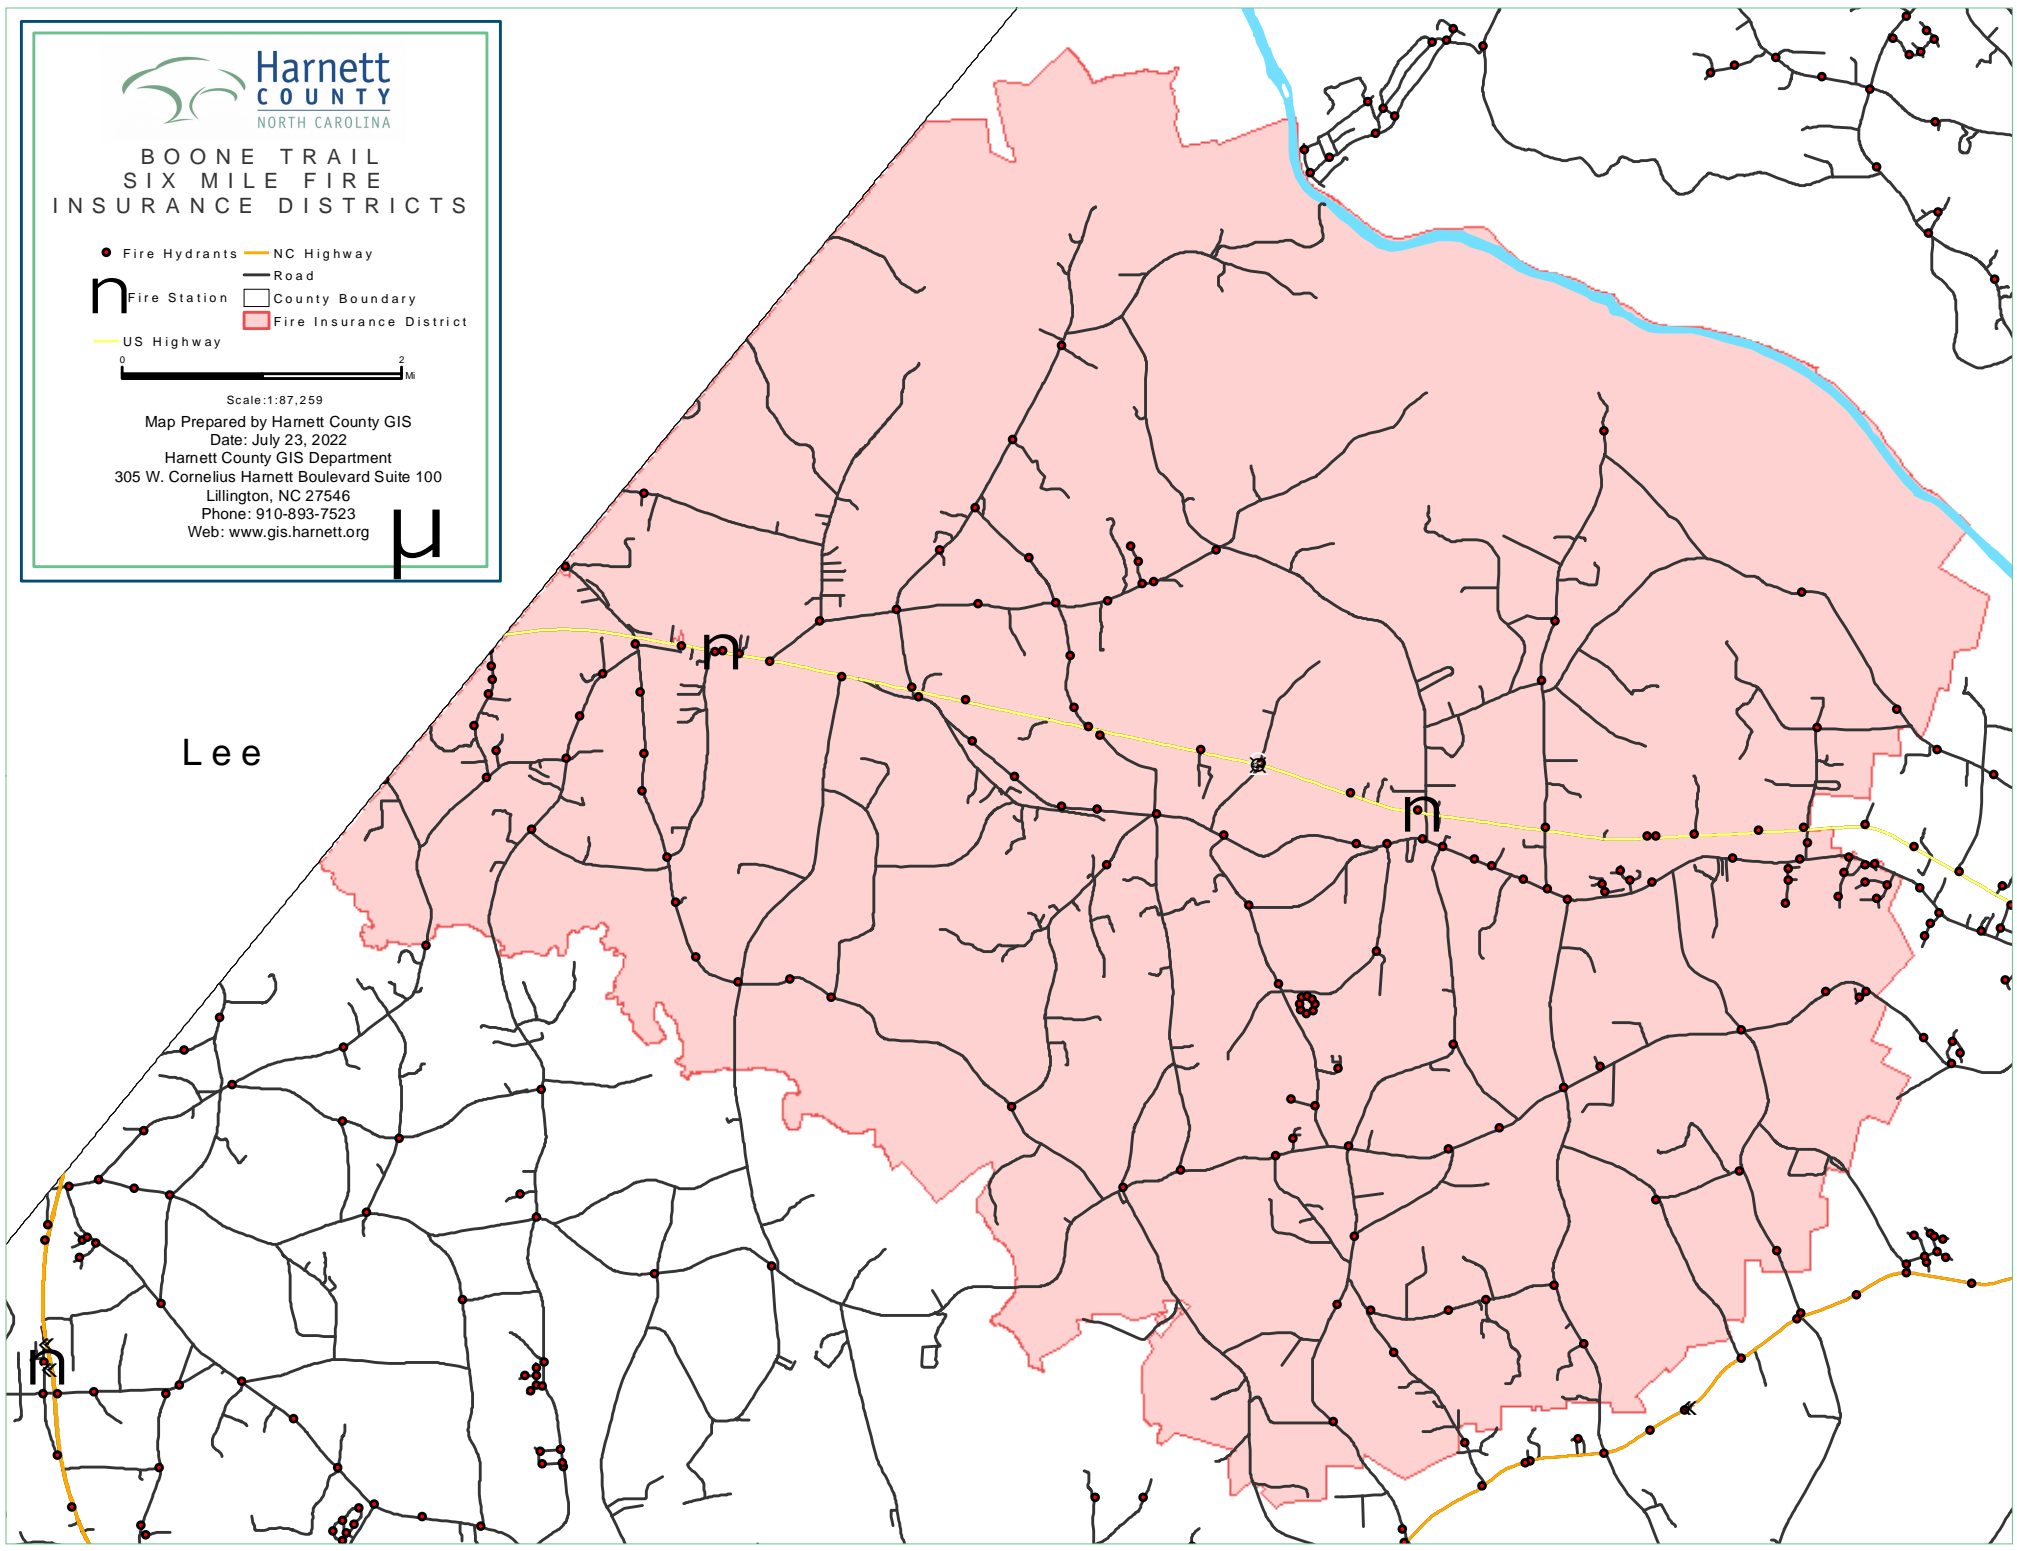 Harnett
COUNTY
NORTH CAROLINA
BOONE TRAIL
SIX MILE FIRE
INSURANCE DISTRICTS
Fire Hydrants
NC Highway
Road
n
Fire Station
County Boundary
Fire Insurance District
US Highway
0
2
Mi
Scale:1:87,259
Map Prepared by Harnett County GIS
Date: July 23, 2022
Harnett County GIS Department
305 W. Cornelius Harnett Boulevard Suite 100
Lillington, NC 27546
Phone: 910-893-7523
Web: www.gis.harnett.org
µ
n
Lee
n
n